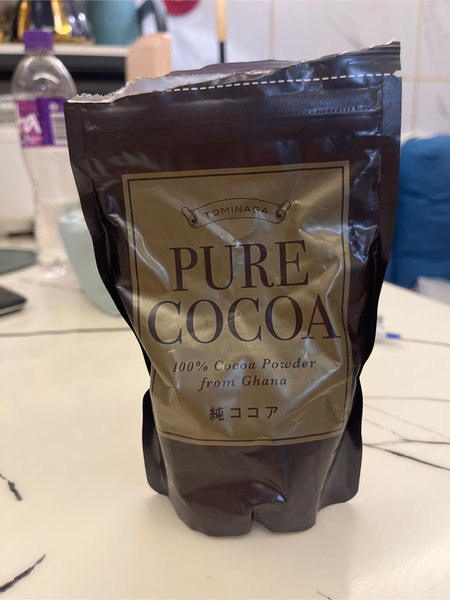 TOMINAGA
PURE
COCOA
100% Cocoa Powder
from Ghana
純ココア